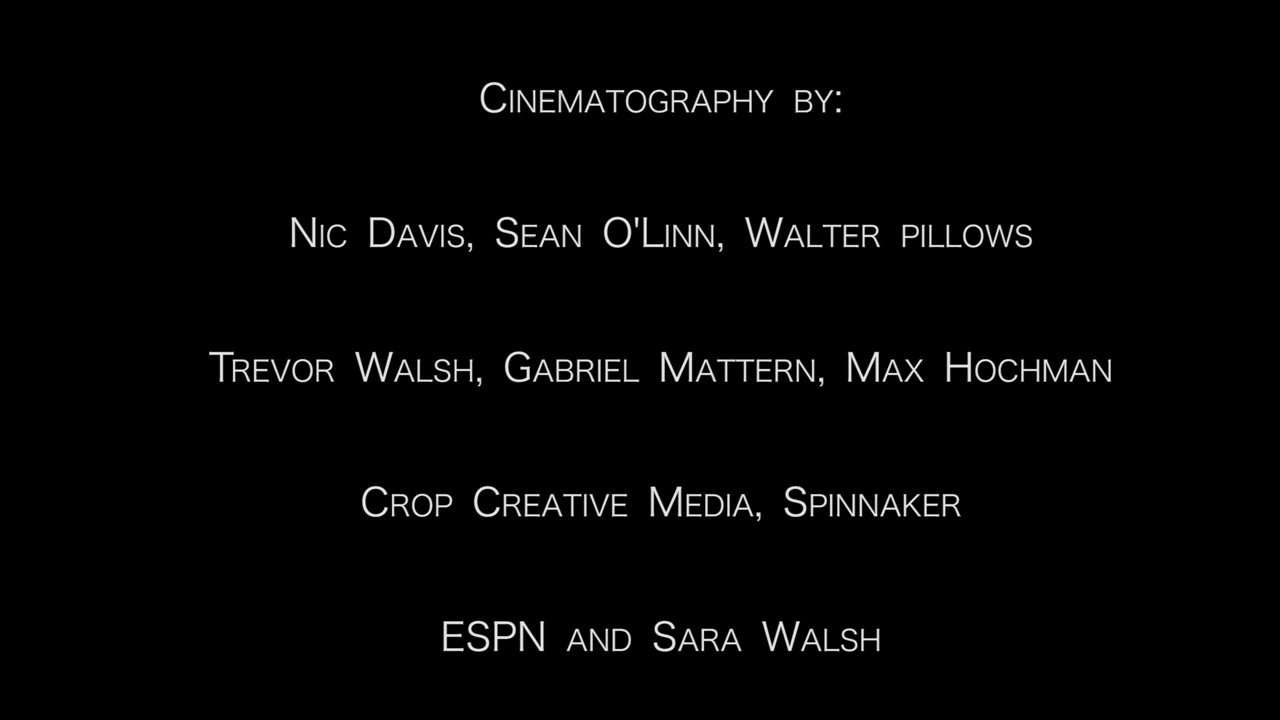 Cinematography by:
Nic Davis, Sean O'Linn, Walter pillows
Trevor Walsh, Gabriel Mattern, Max Hochman
Crop Creative Media, Spinnaker
ESPN and Sara Walsh